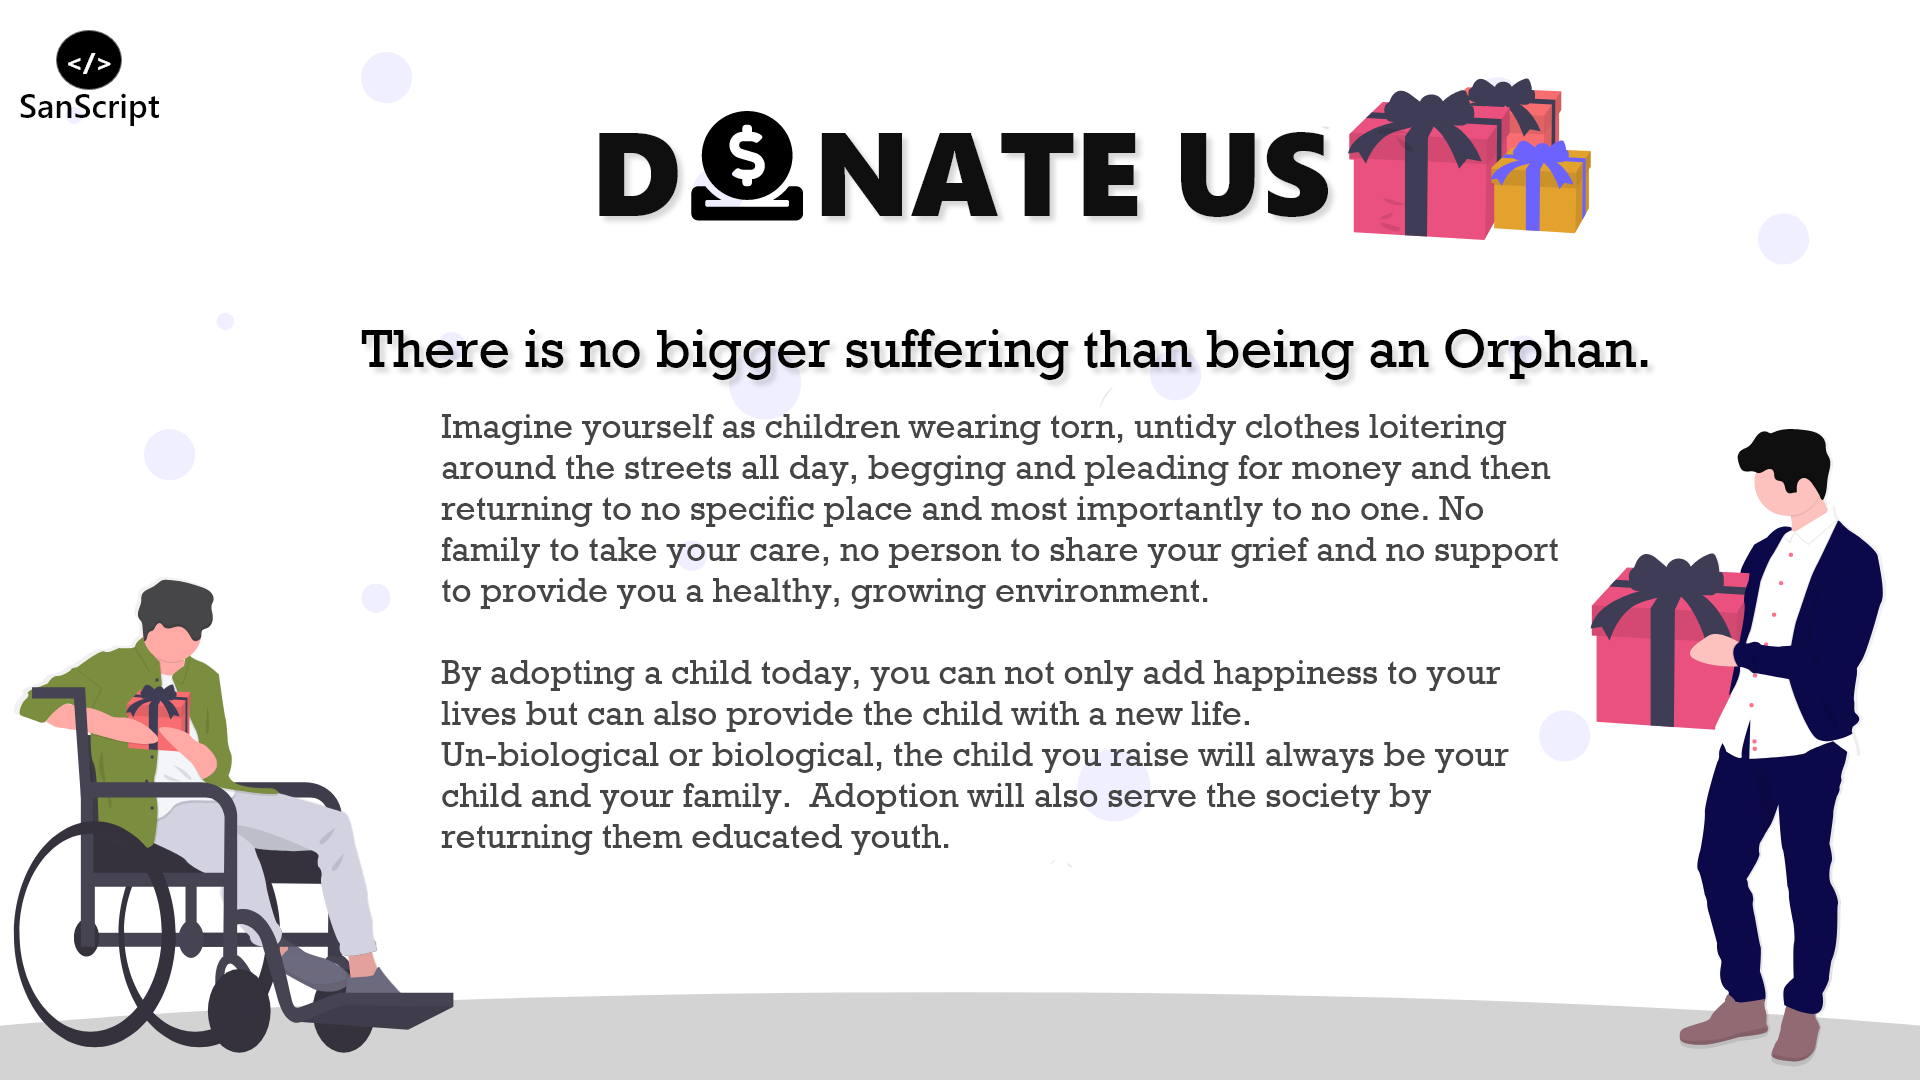 </>
SanScript
DONATE US
There is no bigger suffering than being an Orphan.
Imagine yourself as children wearing torn, untidy clothes loitering
around the streets all day, begging and pleading for money and then
returning to no specific place and most importantly to no one. No
family to take your care, no person to share your grief and no support
to provide you a healthy, growing environment.
By adopting a child today, you can not only add happiness to your
lives but can also provide the child with a new life.
Un-biological or biological, the child you raise will always be your
child and your family.  Adoption will also serve the society by
returning them educated youth.